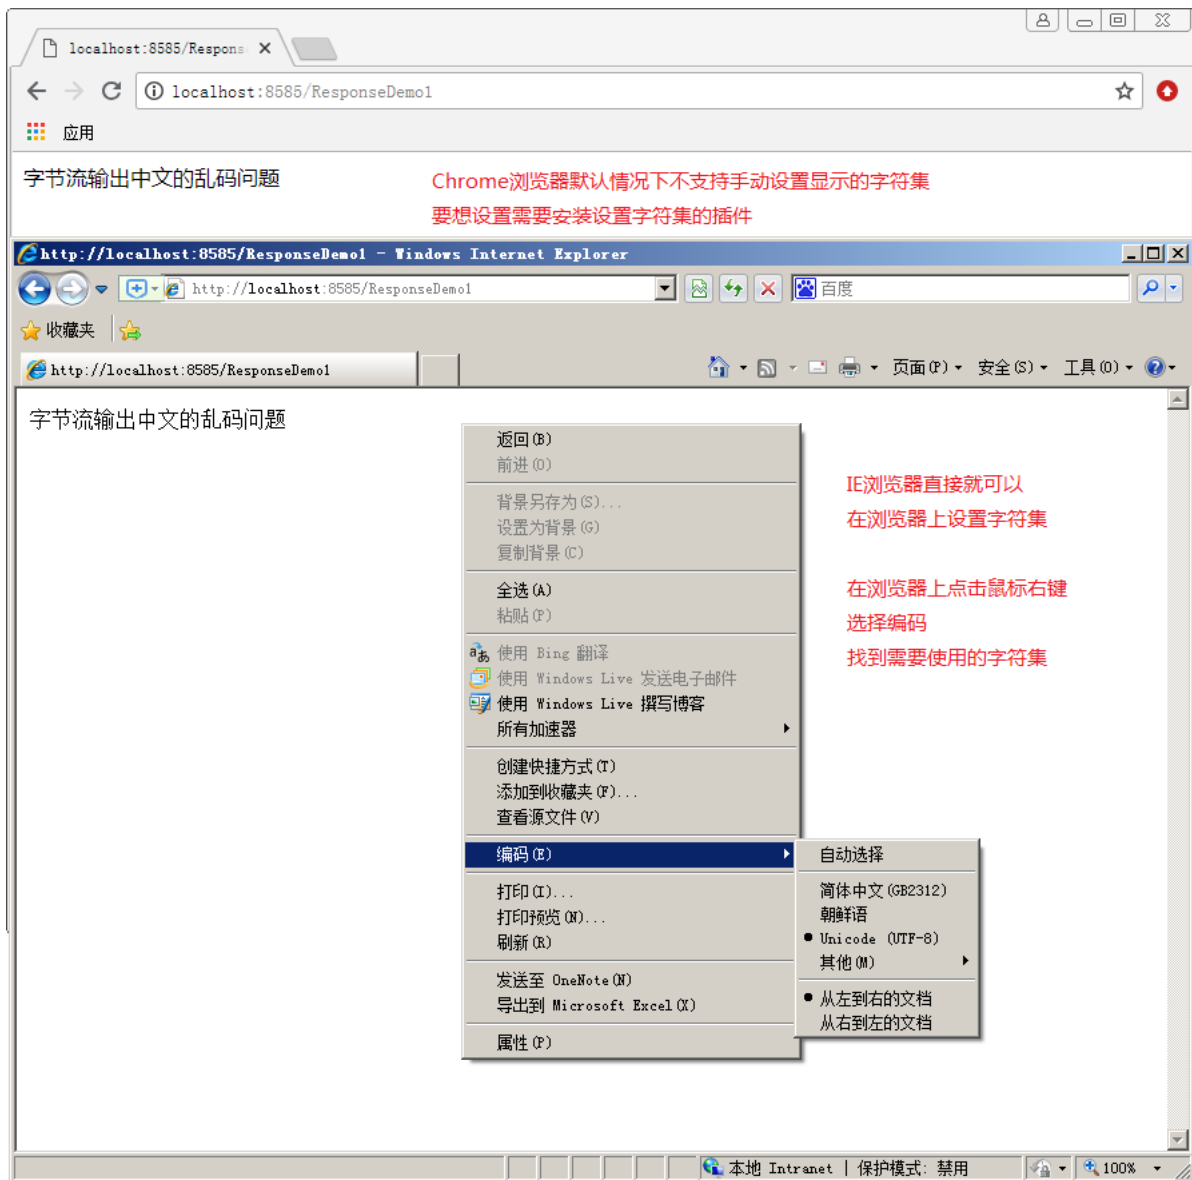 localhost:8585/Respons
localhost:8585/ResponseDemo1
应用
字节流输出中文的乱码问题
Chrome浏览器默认情况下不支持手动设置显示的字符集
要想设置需要安装设置字符集的插件
http://localhost:8585/ResponseDemo1 - Windows Internet Explorer
http://localhost:8585/ResponseDemo1
百度
收藏夹
http://localhost:8585/ResponseDemo1
页面(P)
安全(S)
工具(O)
字节流输出中文的乱码问题
返回(B)
前进(O)
背景另存为(S)...
设置为背景(G)
复制背景(C)
全选(A)
粘贴(P)
使用 Bing 翻译
使用 Windows Live 发送电子邮件
使用 Windows Live 撰写博客
所有加速器
创建快捷方式(T)
添加到收藏夹(F)...
查看源文件(V)
编码(E)
打印(I)...
打印预览(N)...
刷新(R)
发送至 OneNote(N)
导出到 Microsoft Excel(X)
属性(P)
IE浏览器直接就可以
在浏览器上设置字符集
在浏览器上点击鼠标右键
选择编码
找到需要使用的字符集
自动选择
简体中文(GB2312)
朝鲜语
Unicode (UTF-8)
其他(M)
从左到右的文档
从右到左的文档
本地 Intranet | 保护模式: 禁用
100%